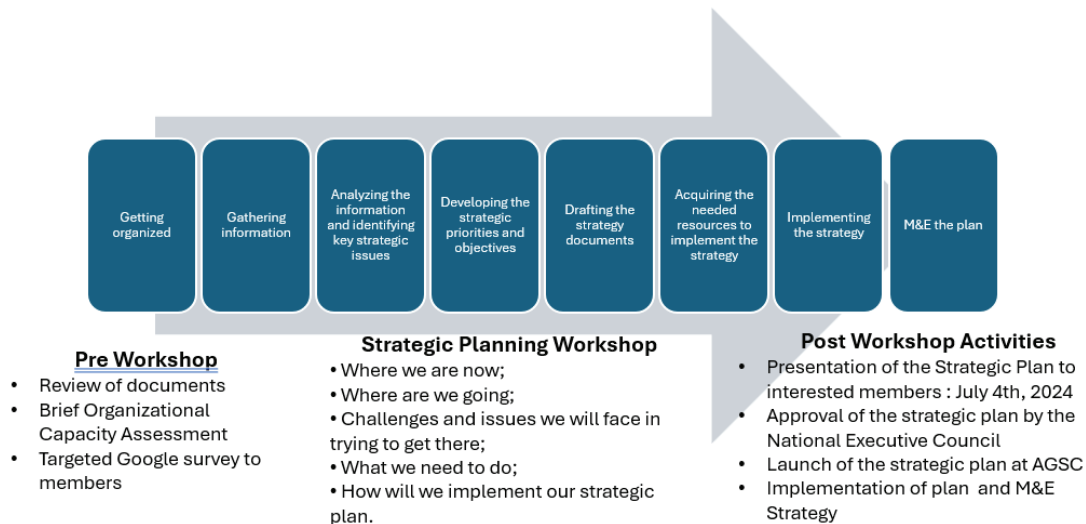 Getting
organized
Gathering
information
Analyzing the
information
and identifying
key strategic
issues
Developing the
strategic
priorities and
objectives
Drafting the
strategy
documents
Acquiring the
needed
resources to
implement the
strategy
Implementing
the strategy
M&E the plan
Pre Workshop
• Review of documents
• Brief Organizational
Capacity Assessment
• Targeted Google survey to
members
Strategic Planning Workshop
• Where we are now;
• Where are we going;
• Challenges and issues we will face in
trying to get there;
• What we need to do;
• How will we implement our strategic
plan.
Post Workshop Activities
• Presentation of the Strategic Plan to
interested members : July 4th, 2024
• Approval of the strategic plan by the
National Executive Council
• Launch of the strategic plan at AGSC
• Implementation of plan and M&E
Strategy